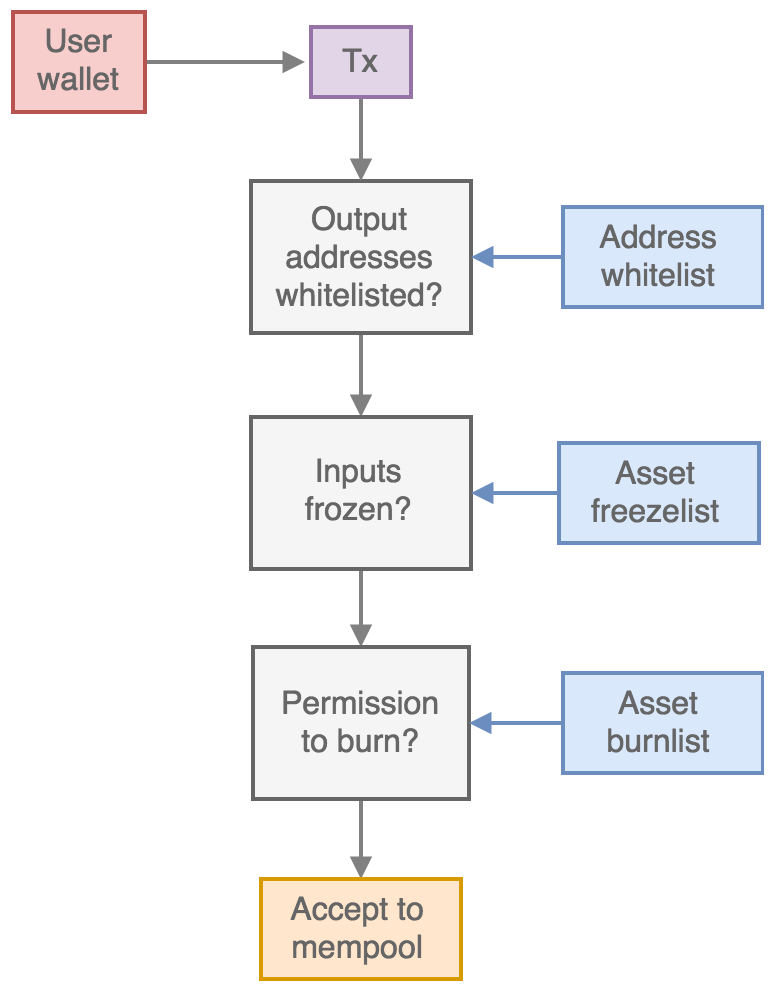 User
wallet
Tx
Output
addresses
whitelisted?
Address
whitelist
Inputs
frozen?
Asset
freezelist
Permission
to burn?
Asset
burnlist
Accept to
mempool